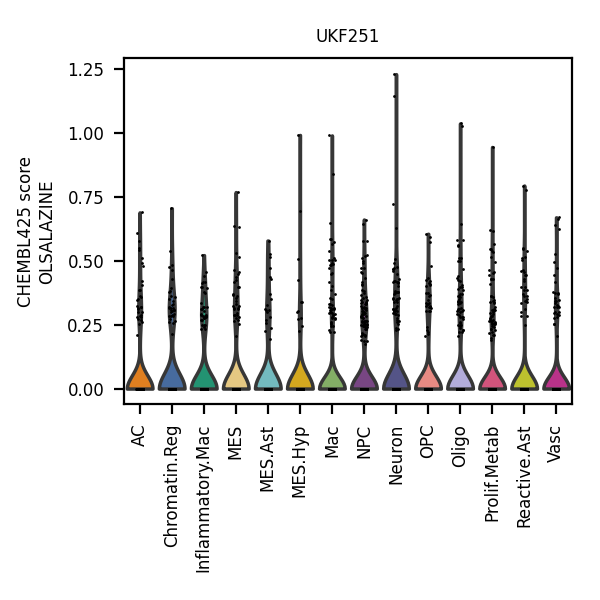 UKF251
CHEMBL425 score
OLSALAZINE
1.25
1.00
0.75
0.50
0.25
0.00
AC
Chromatin.Reg
Inflammatory.Mac
MES
MES.Ast
MES.Hyp
Mac
NPC
Neuron
OPC
Oligo
Prolif.Metab
Reactive.Ast
Vasc